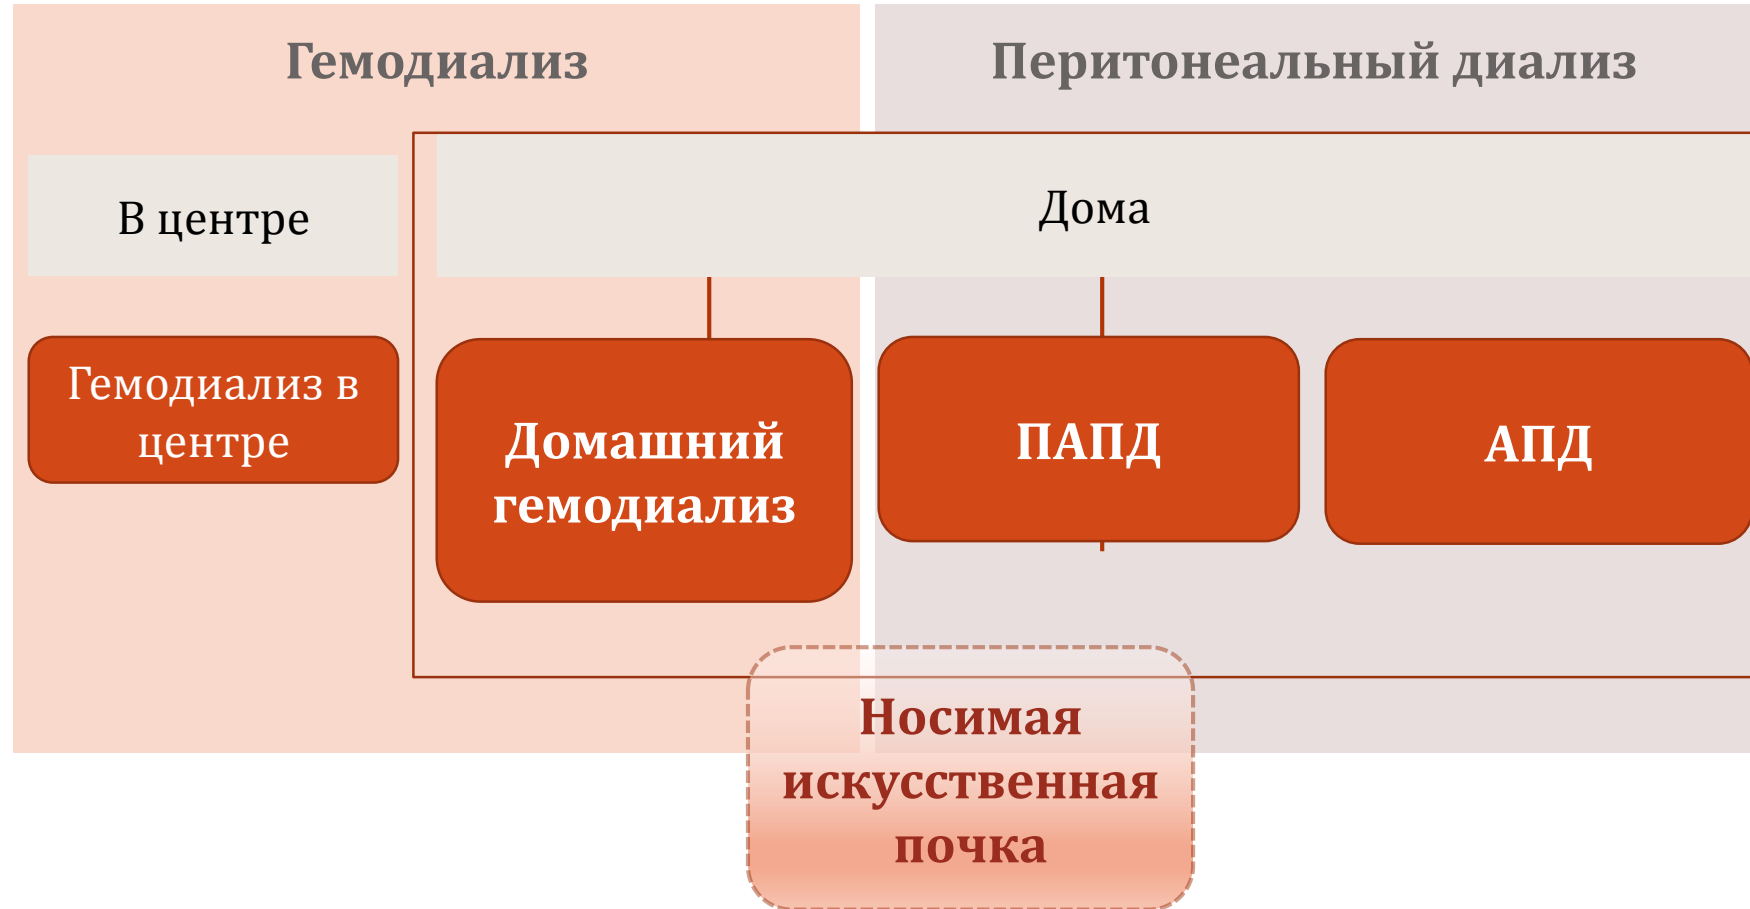 Гемодиализ
Перитонеальный диализ
В центре
Дома
Гемодиализ в
центре
Домашний
гемодиализ
ПАПД
АПД
Носимая
искусственная
почка